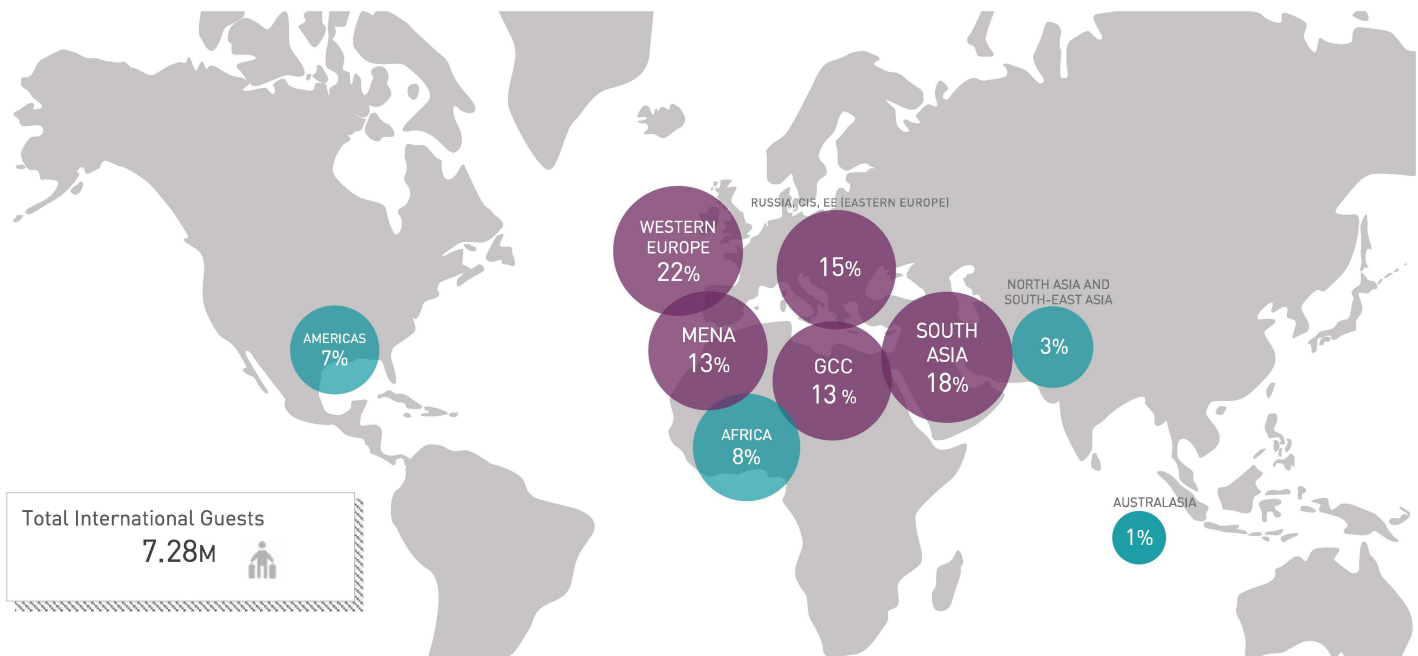 RUSSIA, CIS, EE (EASTERN EUROPE)
WESTERN
EUROPE
22%
15%
NORTH ASIA AND
SOUTH-EAST ASIA
3%
AMERICAS
7%
MENA
13%
GCC
13 %
SOUTH
ASIA
18%
AFRICA
8%
AUSTRALASIA
1%
Total International Guests
7.28M